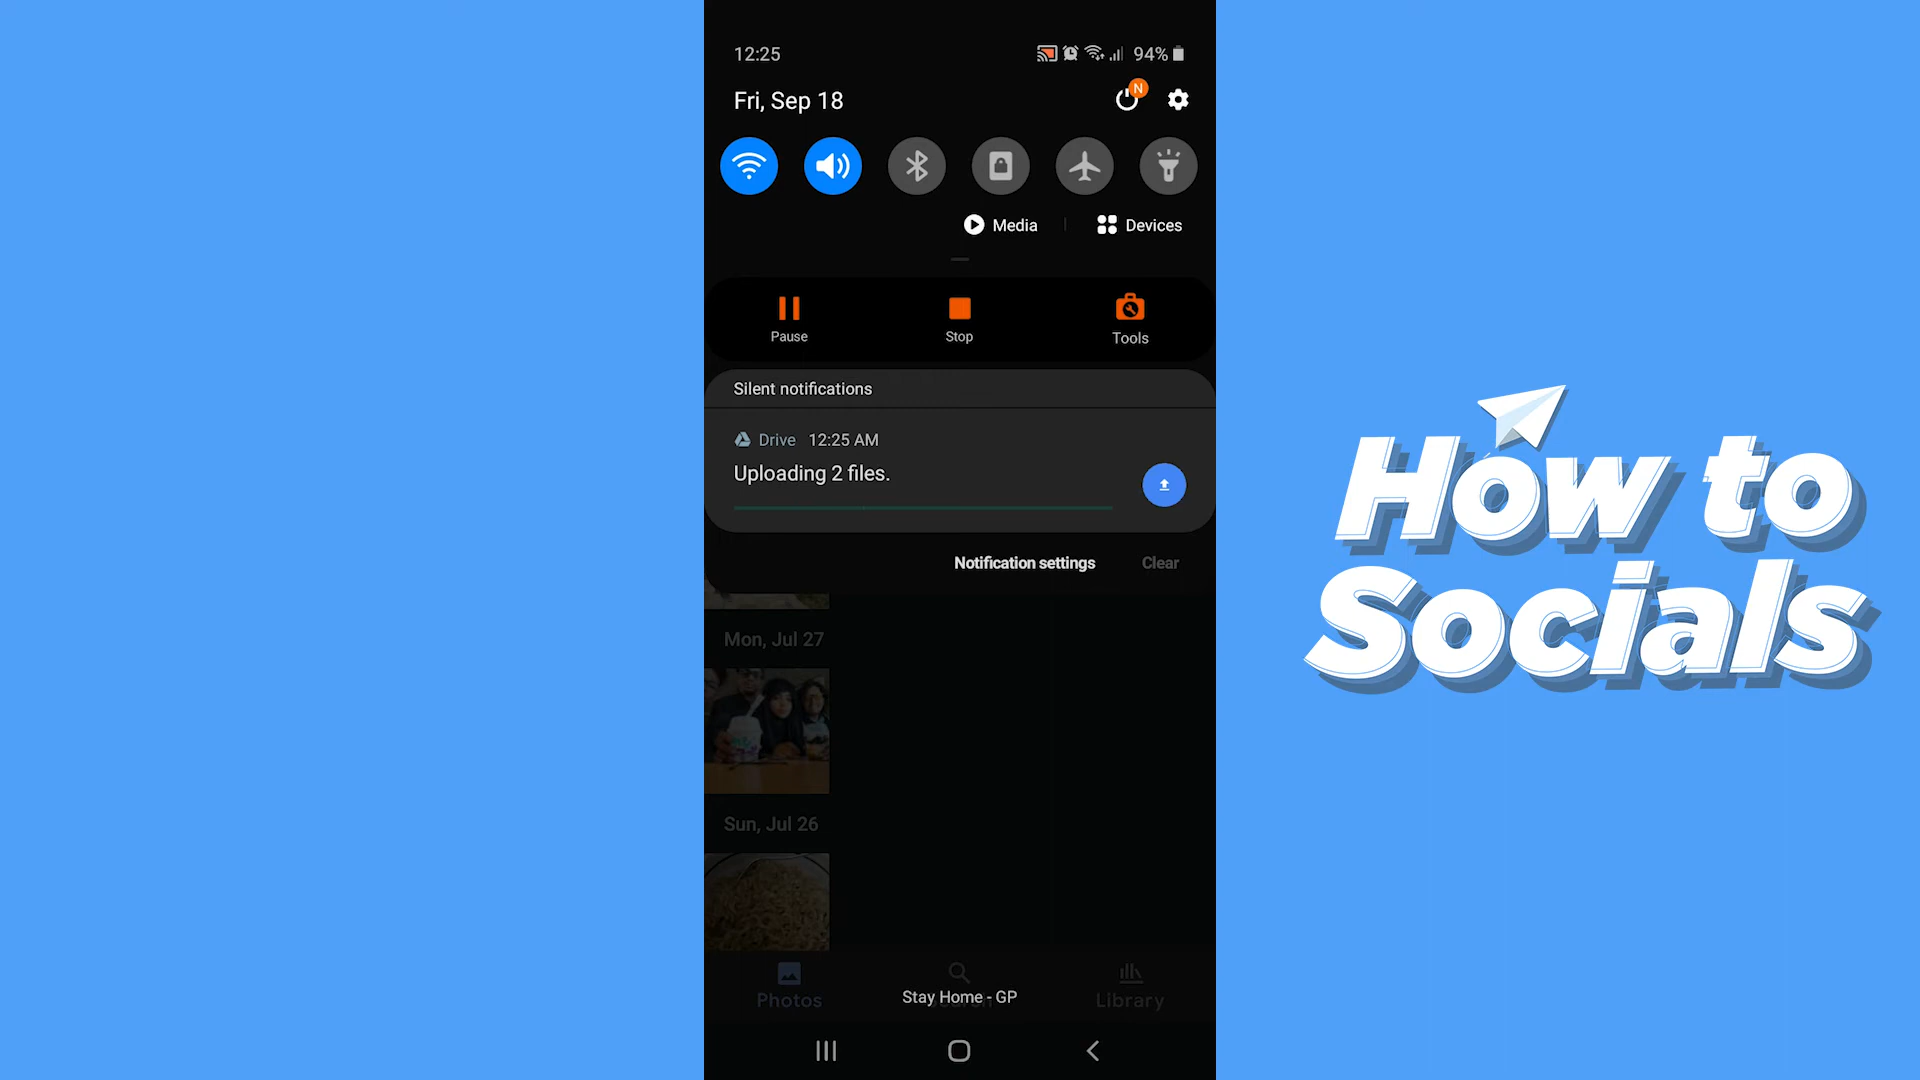 12:25
94%
Fri, Sep 18
N
Media
Devices
Pause
Stop
Tools
Silent notifications
Drive 12:25 AM
Uploading 2 files.
Notification settings
Clear
Mon, Jul 27
Sun, Jul 26
Photos
Stay Home - GP
Library
How to
Socials